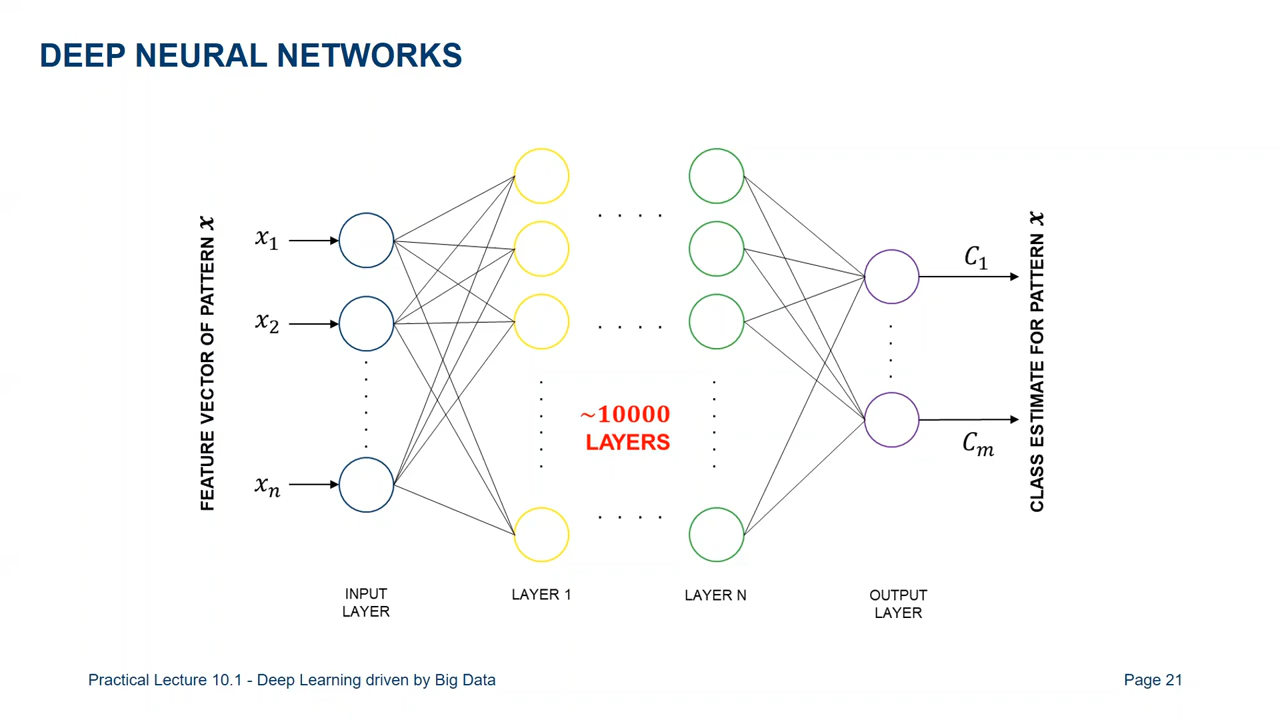 DEEP NEURAL NETWORKS
FEATURE VECTOR OF PATTERN x
x₁
x₂
xₙ
~10000
LAYERS
C₁
Cₘ
CLASS ESTIMATE FOR PATTERN x
INPUT
LAYER
LAYER 1
LAYER N
OUTPUT
LAYER
Practical Lecture 10.1 - Deep Learning driven by Big Data
Page 21